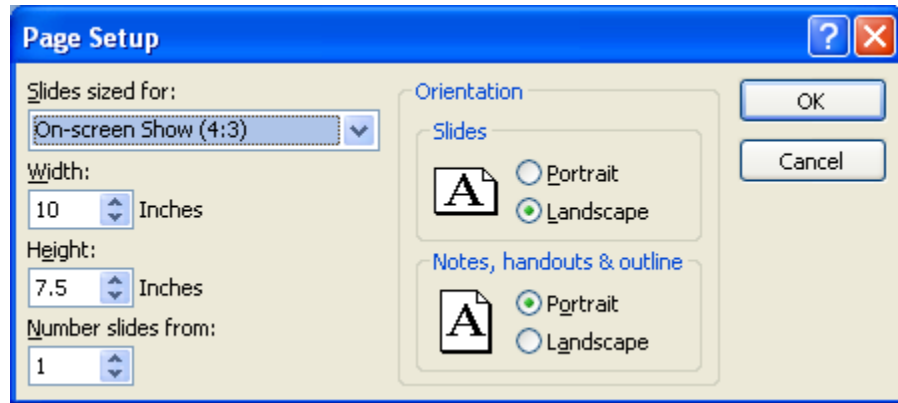 Page Setup
Slides sized for:
On-screen Show (4:3)
Width:
10 Inches
Height:
7.5 Inches
Number slides from:
1
Orientation
Slides
A
Portrait
Landscape
Notes, handouts & outline
A
Portrait
Landscape
OK
Cancel